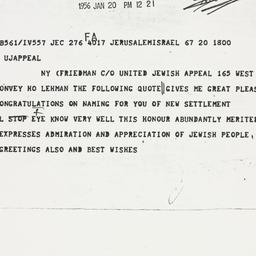 1956 JAN 20 PM 12 21
FA
B561/IV557 JEC 276 4917 JERUSALEMISRAEL 67 20 1800
UJAPPEAL
NY (FRIEDMAN C/O UNITED JEWISH APPEAL 165 WEST
ONVEY HO LEHMAN THE FOLLOWING QUOTE)GIVES ME GREAT PLEAS
ONGRATULATIONS ON NAMING FOR YOU OF NEW SETTLEMENT
L STOP EYE KNOW VERY WELL THIS HONOUR ABUNDANTLY MERITE
EXPRESSES ADMIRATION AND APPRECIATION OF JEWISH PEOPLE,
GREETINGS ALSO AND BEST WISHES